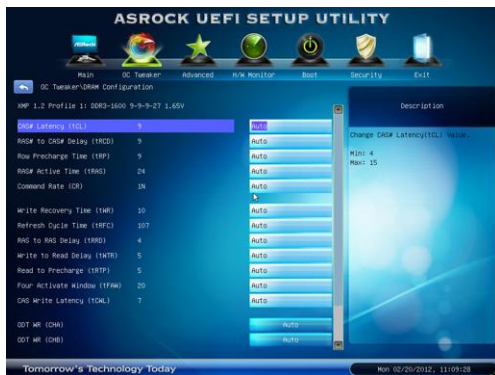 ASROCK UEFI SETUP UTILITY
ASRock
Main OC Tweaker Advanced H/W Monitor Boot Security Exit
OC Tweaker\DRAM Configuration
XMP 1.2 Profile 1: DDR3-1600 9-9-9-27 1.65V
Description
CAS# Latency (tCL) 9 Auto
Change CAS# Latency(tCL) Value.
RAS# to CAS# Delay (tRCD) 9 Auto
Min: 4
Row Precharge Time (tRP) 9 Auto
Max: 15
RAS# Active Time (tRAS) 24 Auto
Command Rate (CR) 1N Auto
Write Recovery Time (tWR) 10 Auto
Refresh Cycle Time (tRFC) 107 Auto
RAS to RAS Delay (tRRD) 4 Auto
Write to Read Delay (tWTR) 5 Auto
Read to Precharge (tRTP) 5 Auto
Four Activate Window (tFAW) 20 Auto
CAS Write Latency (tCWL) 7 Auto
ODT WR (CHA) Auto
ODT WR (CHB) Auto
Tomorrow's Technology Today
Mon 02/20/2012, 11:09:28